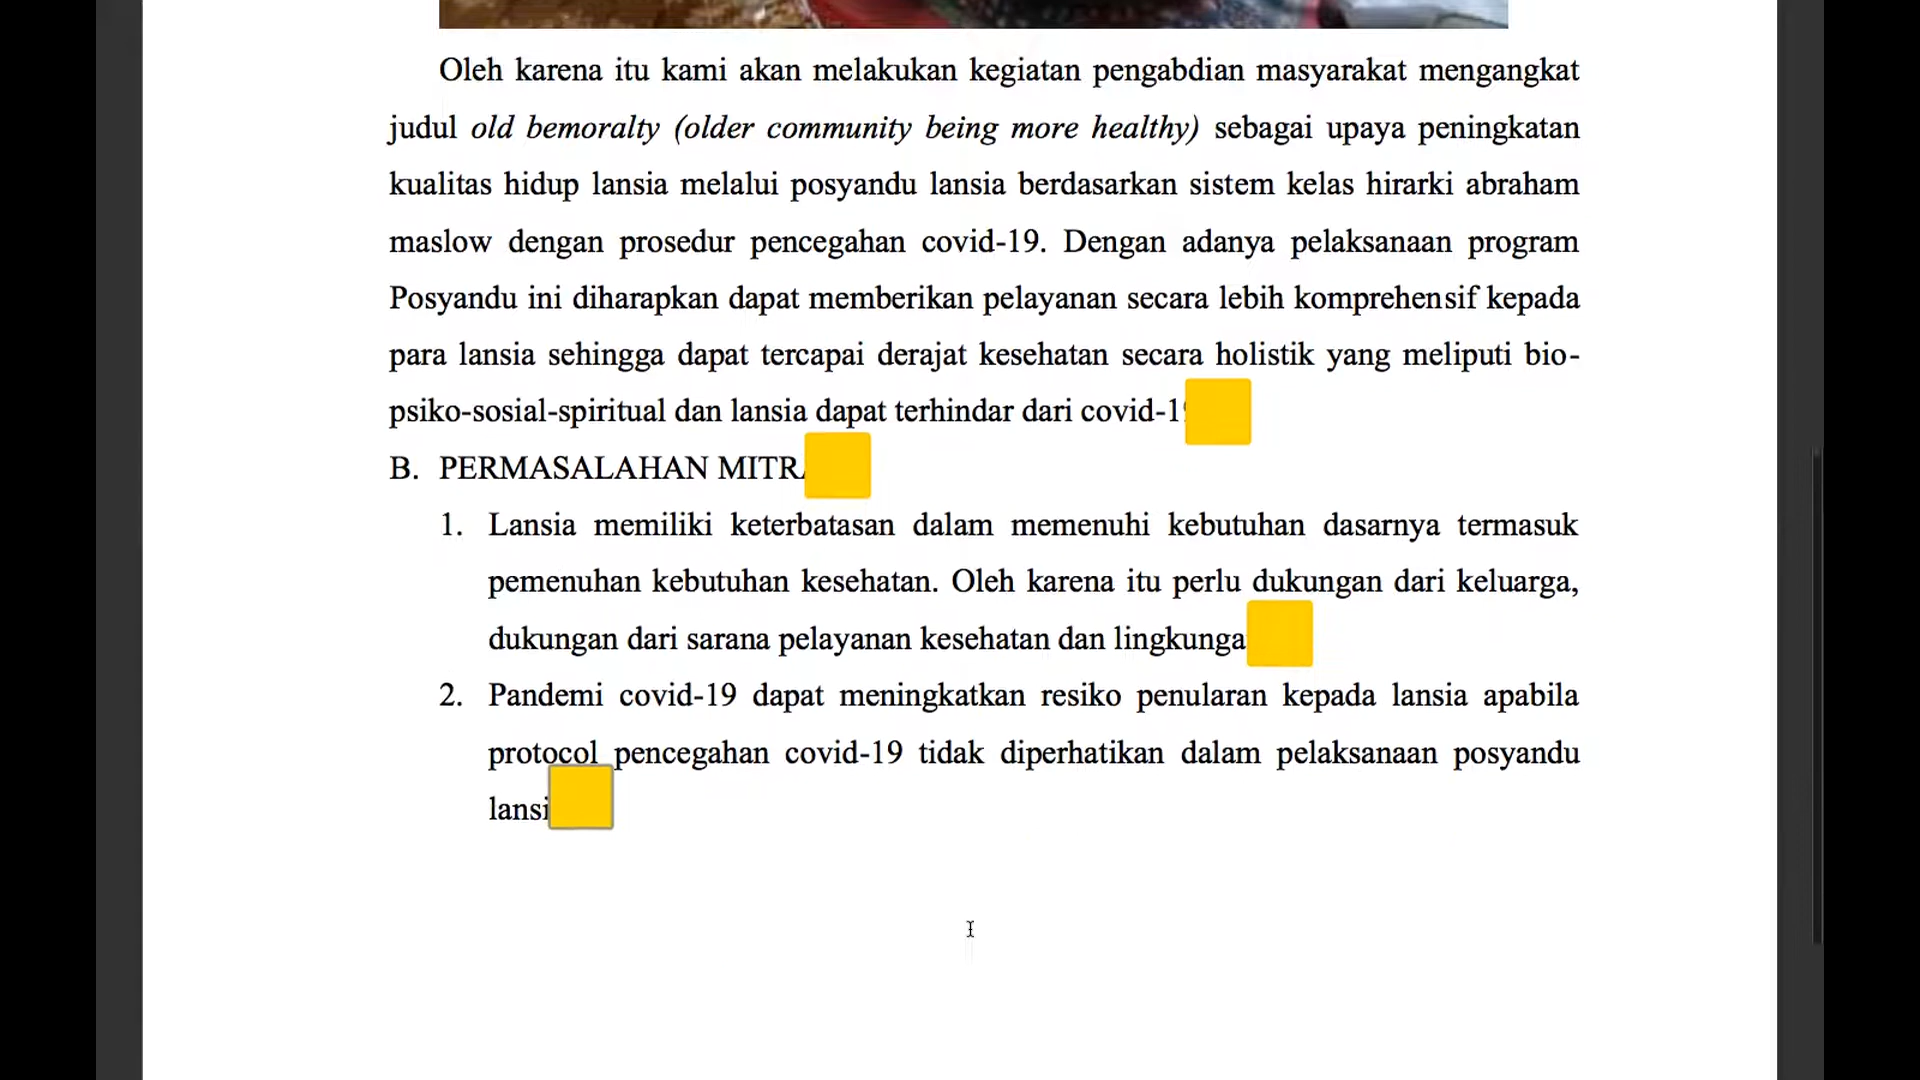 Oleh karena itu kami akan melakukan kegiatan pengabdian masyarakat mengangkat
judul old bemoralty (older community being more healthy) sebagai upaya peningkatan
kualitas hidup lansia melalui posyandu lansia berdasarkan sistem kelas hirarki abraham
maslow dengan prosedur pencegahan covid-19. Dengan adanya pelaksanaan program
Posyandu ini diharapkan dapat memberikan pelayanan secara lebih komprehensif kepada
para lansia sehingga dapat tercapai derajat kesehatan secara holistik yang meliputi bio-
psiko-sosial-spiritual dan lansia dapat terhindar dari
B. PERMASALAHAN
1. Lansia memiliki keterbatasan dalam memenuhi kebutuhan dasarnya termasuk
pemenuhan kebutuhan kesehatan. Oleh karena itu perlu dukungan dari keluarga,
dukungan dari sarana pelayanan kesehatan dan
2. Pandemi covid-19 dapat meningkatkan resiko penularan kepada lansia apabila
protocol pencegahan covid-19 tidak diperhatikan dalam pelaksanaan posyandu